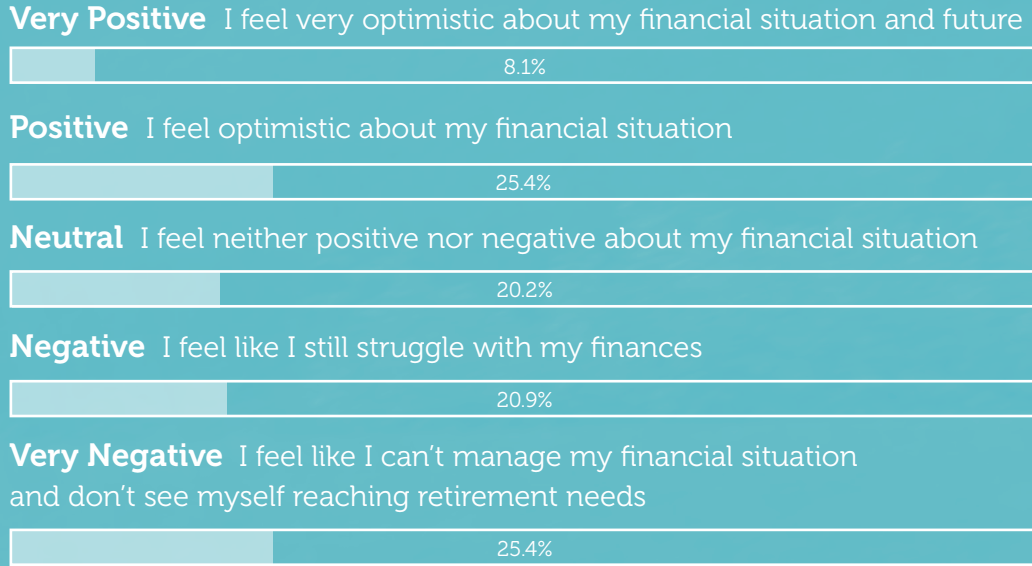 Very Positive I feel very optimistic about my financial situation and future
8.1%
Positive I feel optimistic about my financial situation
25.4%
Neutral I feel neither positive nor negative about my financial situation
20.2%
Negative I feel like I still struggle with my finances
20.9%
Very Negative I feel like I can't manage my financial situation
and don't see myself reaching retirement needs
25.4%